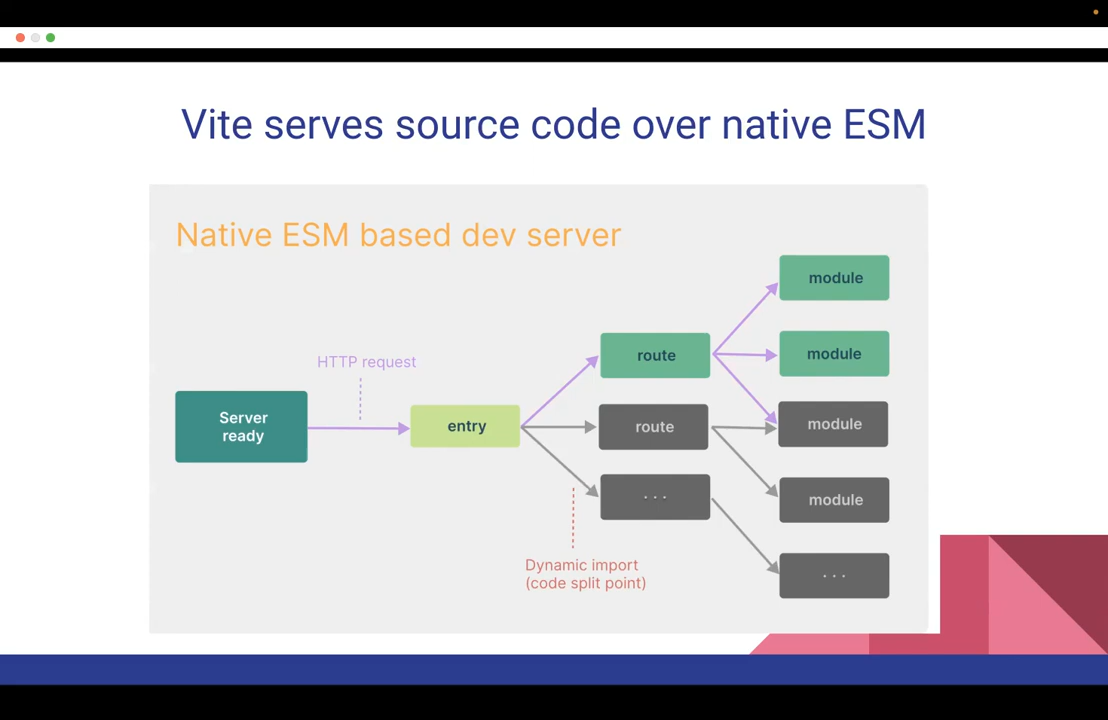 Vite serves source code over native ESM
Native ESM based dev server
HTTP request
Server
ready
entry
route
route
· · ·
module
module
module
module
· · ·
Dynamic import
(code split point)